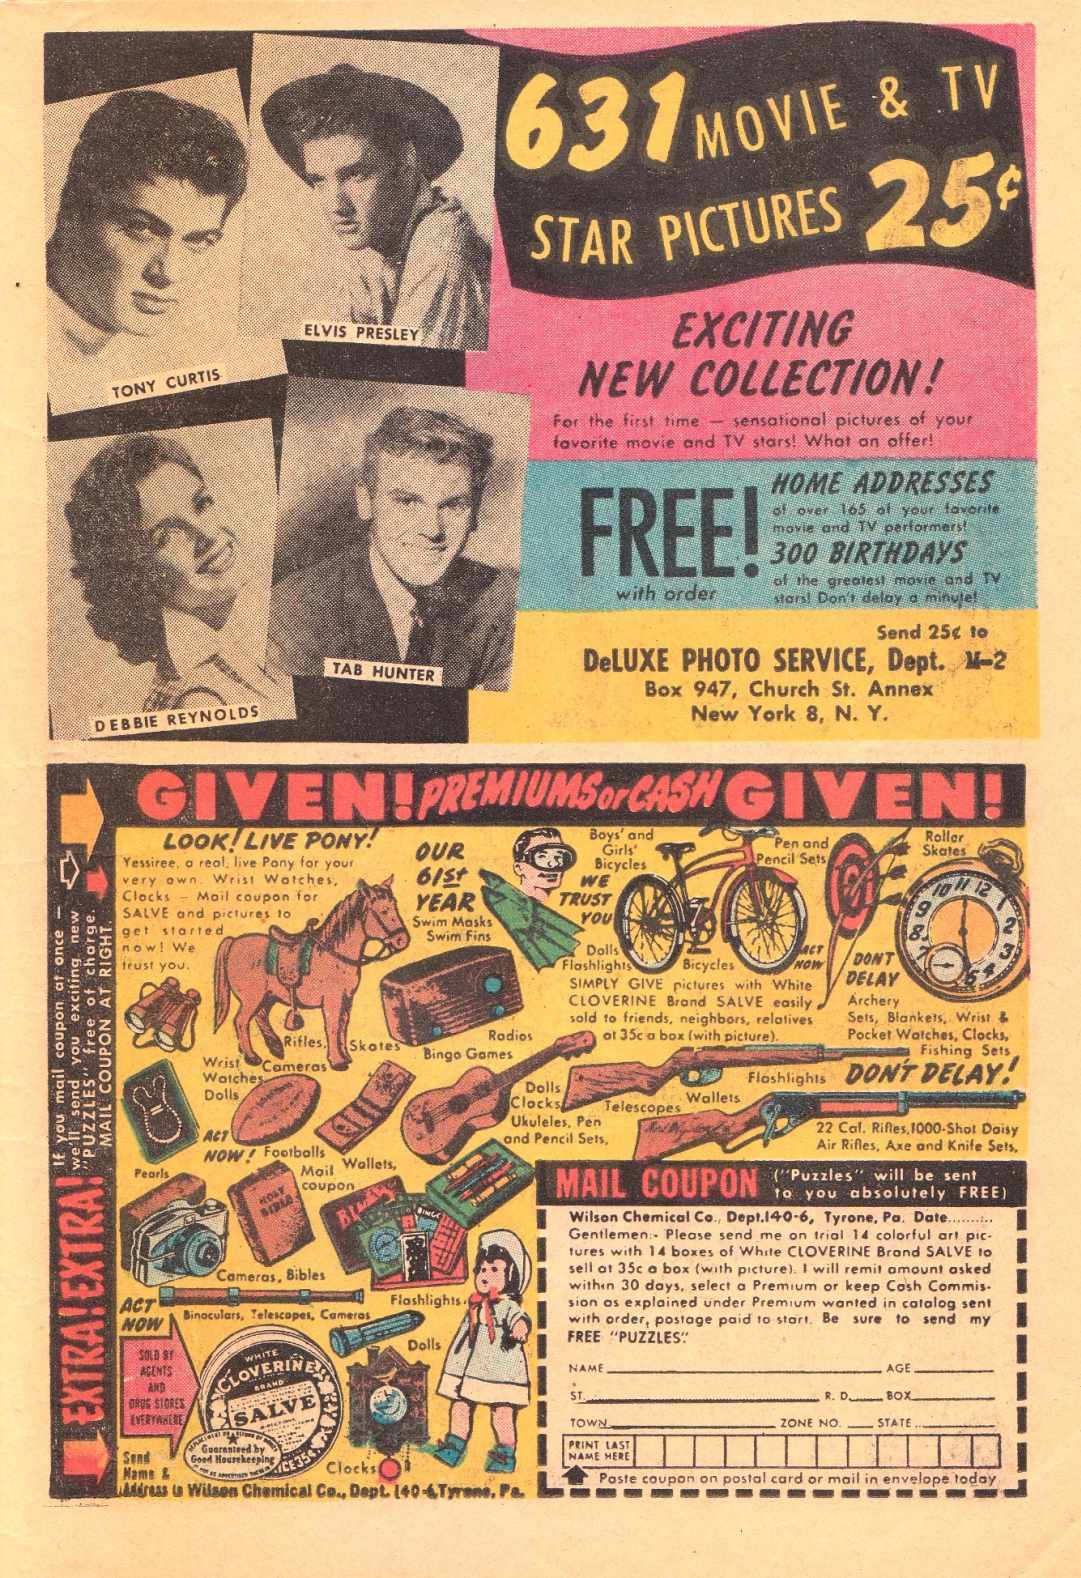 631 MOVIE & TV
STAR PICTURES 25¢
TONY CURTIS
ELVIS PRESLEY
DEBBIE REYNOLDS
TAB HUNTER
EXCITING
NEW COLLECTION!
For the first time — sensational pictures of your
favorite movie and TV stars! What an offer!
FREE!
with order
HOME ADDRESSES
of over 165 of your favorite
movie and TV performers!
300 BIRTHDAYS
of the greatest movie and TV
stars! Don't delay a minute!
Send 25¢ to
DeLUXE PHOTO SERVICE, Dept. M-2
Box 947, Church St. Annex
New York 8, N. Y.
GIVEN! PREMIUMS or CASH GIVEN!
EXTRA! EXTRA!
If you mail coupon at once —
we'll send you exciting new
"PUZZLES" free of charge.
MAIL COUPON AT RIGHT.
LOOK! LIVE PONY!
Yessiree, a real, live Pony for your
very own. Wrist Watches,
Clocks – Mail coupon for
SALVE and pictures to
get started
now! We
trust you.
OUR
61st
YEAR
Swim Masks
Swim Fins
Boys' and
Girls'
Bicycles
WE
TRUST
YOU
Dolls
Flashlights
Bicycles
Pen and
Pencil Sets
ACT
NOW
Roller
Skates
10 11 12 1 2 3 4 5
9 8 7
DON'T
DELAY
Archery
Sets, Blankets, Wrist &
Pocket Watches, Clocks,
Fishing Sets
SIMPLY GIVE pictures with White
CLOVERINE Brand SALVE easily
sold to friends, neighbors, relatives
at 35c a box (with picture).
Rifles, Skates
Radios
Bingo Games
Wrist
Watches, Cameras
Dolls
Dolls
Clocks
Ukuleles, Pen
and Pencil Sets,
Flashlights
DON'T DELAY!
Telescopes Wallets
22 Cal. Rifles, 1000-Shot Daisy
Air Rifles, Axe and Knife Sets,
ACT
NOW!
Footballs
Mail
coupon
Wallets,
Pearls
HOLY
BIBLE
BINGO
Cameras, Bibles
Flashlights,
ACT
NOW
Binoculars, Telescopes, Cameras
Dolls
SOLD BY
AGENTS
AND
DRUG STORES
EVERYWHERE
WHITE
CLOVERINE
BRAND
SALVE
Guaranteed by
Good Housekeeping
Clocks
Send
Name &
Address to Wilson Chemical Co., Dept. 140-6, Tyrone, Pa.
MAIL COUPON ("Puzzles" will be sent
to you absolutely FREE)
Wilson Chemical Co., Dept. 140-6, Tyrone, Pa. Date..........
Gentlemen:- Please send me on trial 14 colorful art pic-
tures with 14 boxes of White CLOVERINE Brand SALVE to
sell at 35c a box (with picture). I will remit amount asked
within 30 days, select a Premium or keep Cash Commis-
sion as explained under Premium wanted in catalog sent
with order, postage paid to start. Be sure to send my
FREE "PUZZLES."
NAME AGE
ST. R. D. BOX
TOWN ZONE NO. STATE
PRINT LAST
NAME HERE
Paste coupon on postal card or mail in envelope today